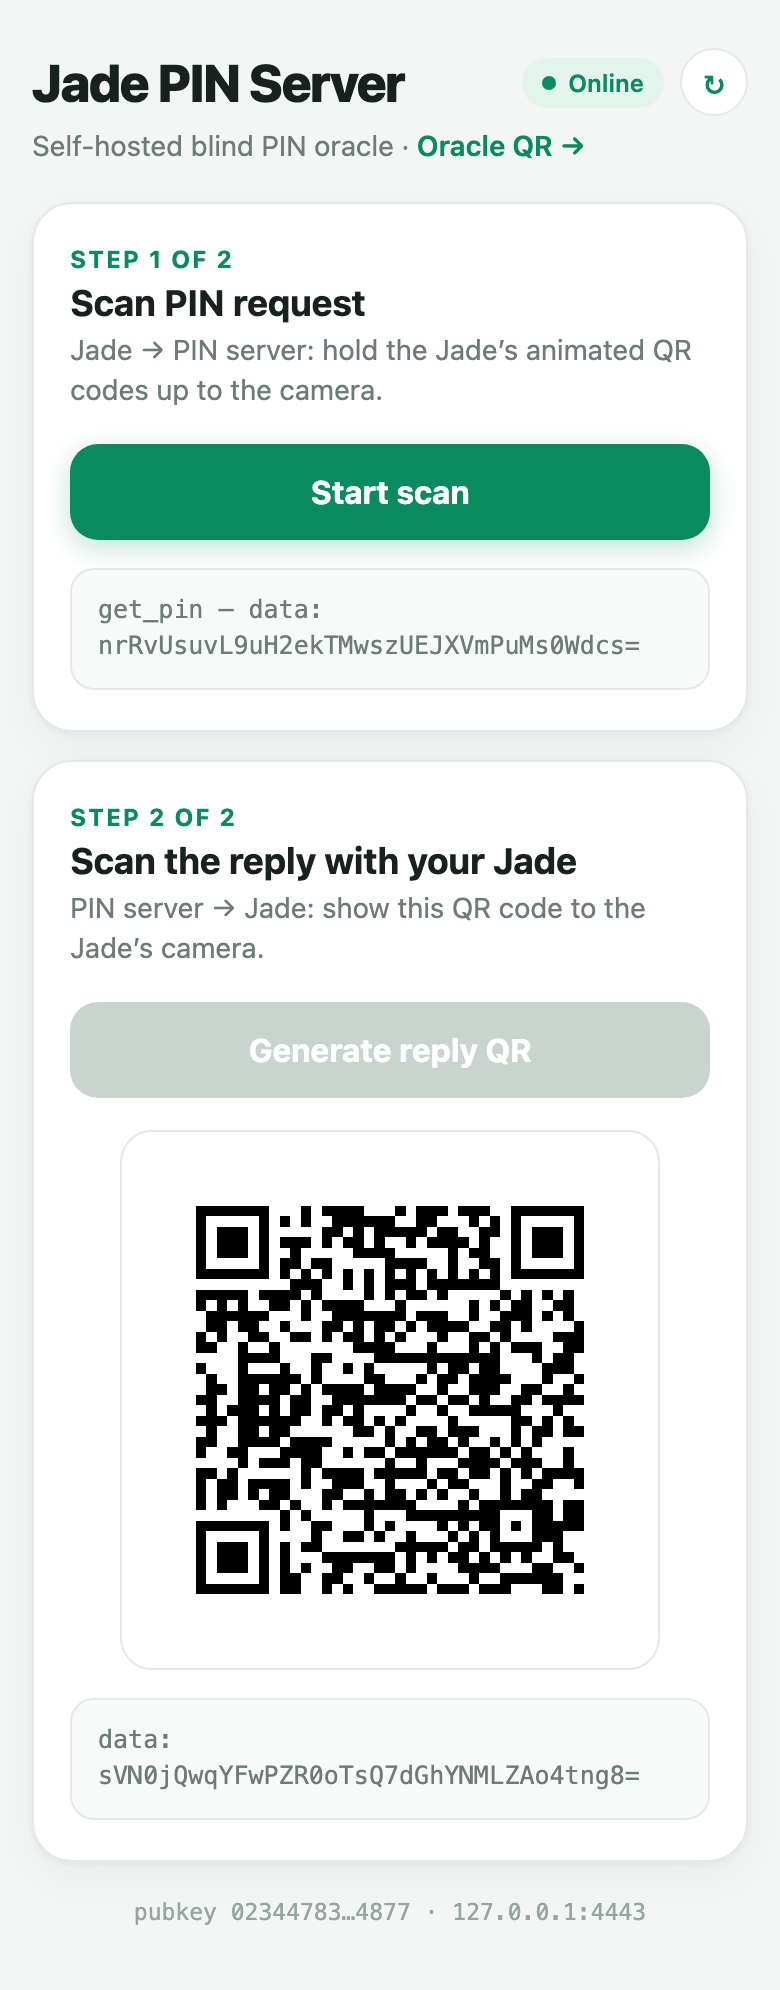 Jade PIN Server
Online
↻
Self-hosted blind PIN oracle · Oracle QR →
STEP 1 OF 2
Scan PIN request
Jade → PIN server: hold the Jade’s animated QR
codes up to the camera.
Start scan
get_pin – data:
nrRvUsuvL9uH2ekTMwszUEJXVmPuMs0Wdcs=
STEP 2 OF 2
Scan the reply with your Jade
PIN server → Jade: show this QR code to the
Jade’s camera.
Generate reply QR
data:
sVN0jQwqYFwPZR0oTsQ7dGhYNMLZAo4tng8=
pubkey 02344783…4877 · 127.0.0.1:4443